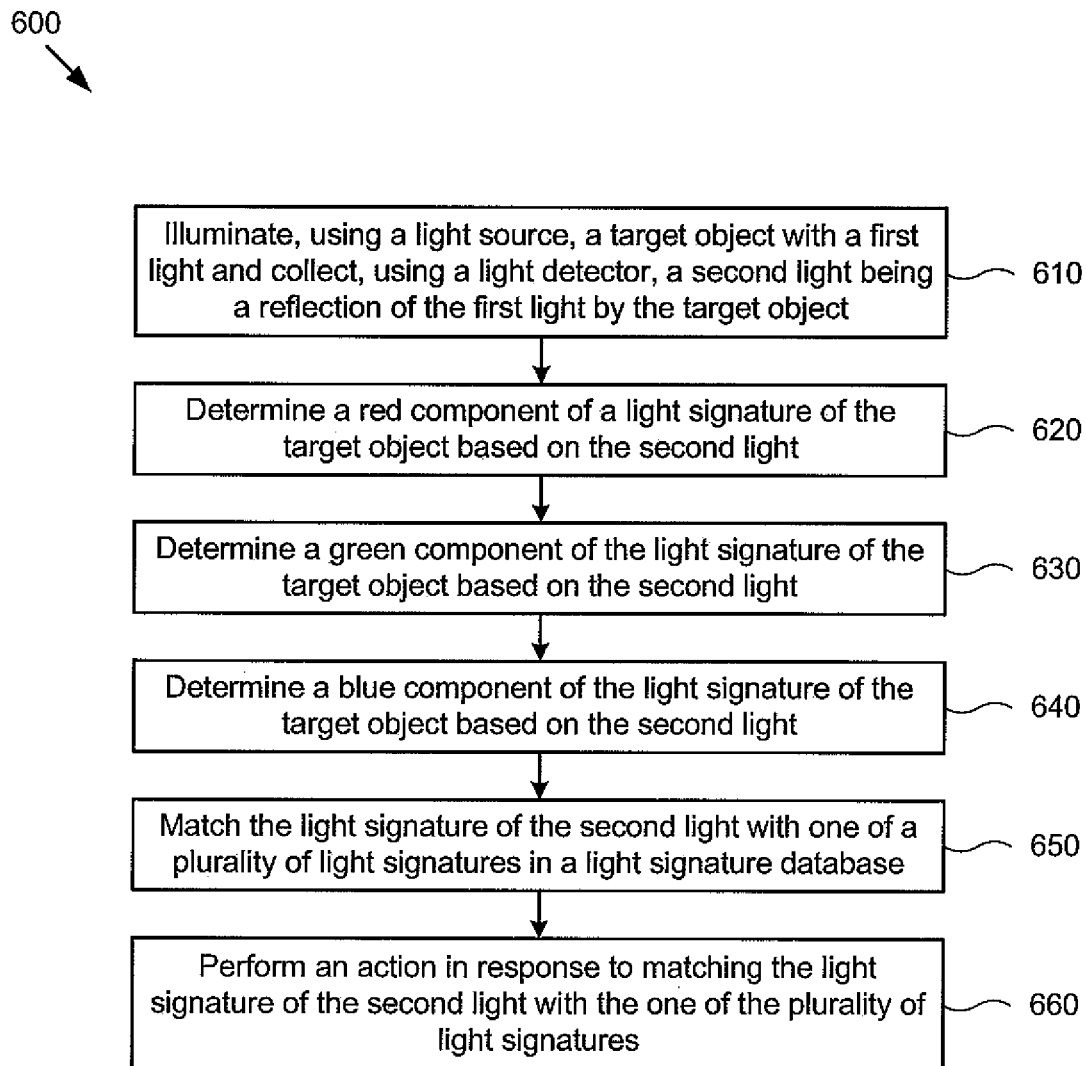 600
Illuminate, using a light source, a target object with a first
light and collect, using a light detector, a second light being
a reflection of the first light by the target object
610
Determine a red component of a light signature of the
target object based on the second light
620
Determine a green component of the light signature of the
target object based on the second light
630
Determine a blue component of the light signature of the
target object based on the second light
640
Match the light signature of the second light with one of a
plurality of light signatures in a light signature database
650
Perform an action in response to matching the light
signature of the second light with the one of the plurality of
light signatures
660